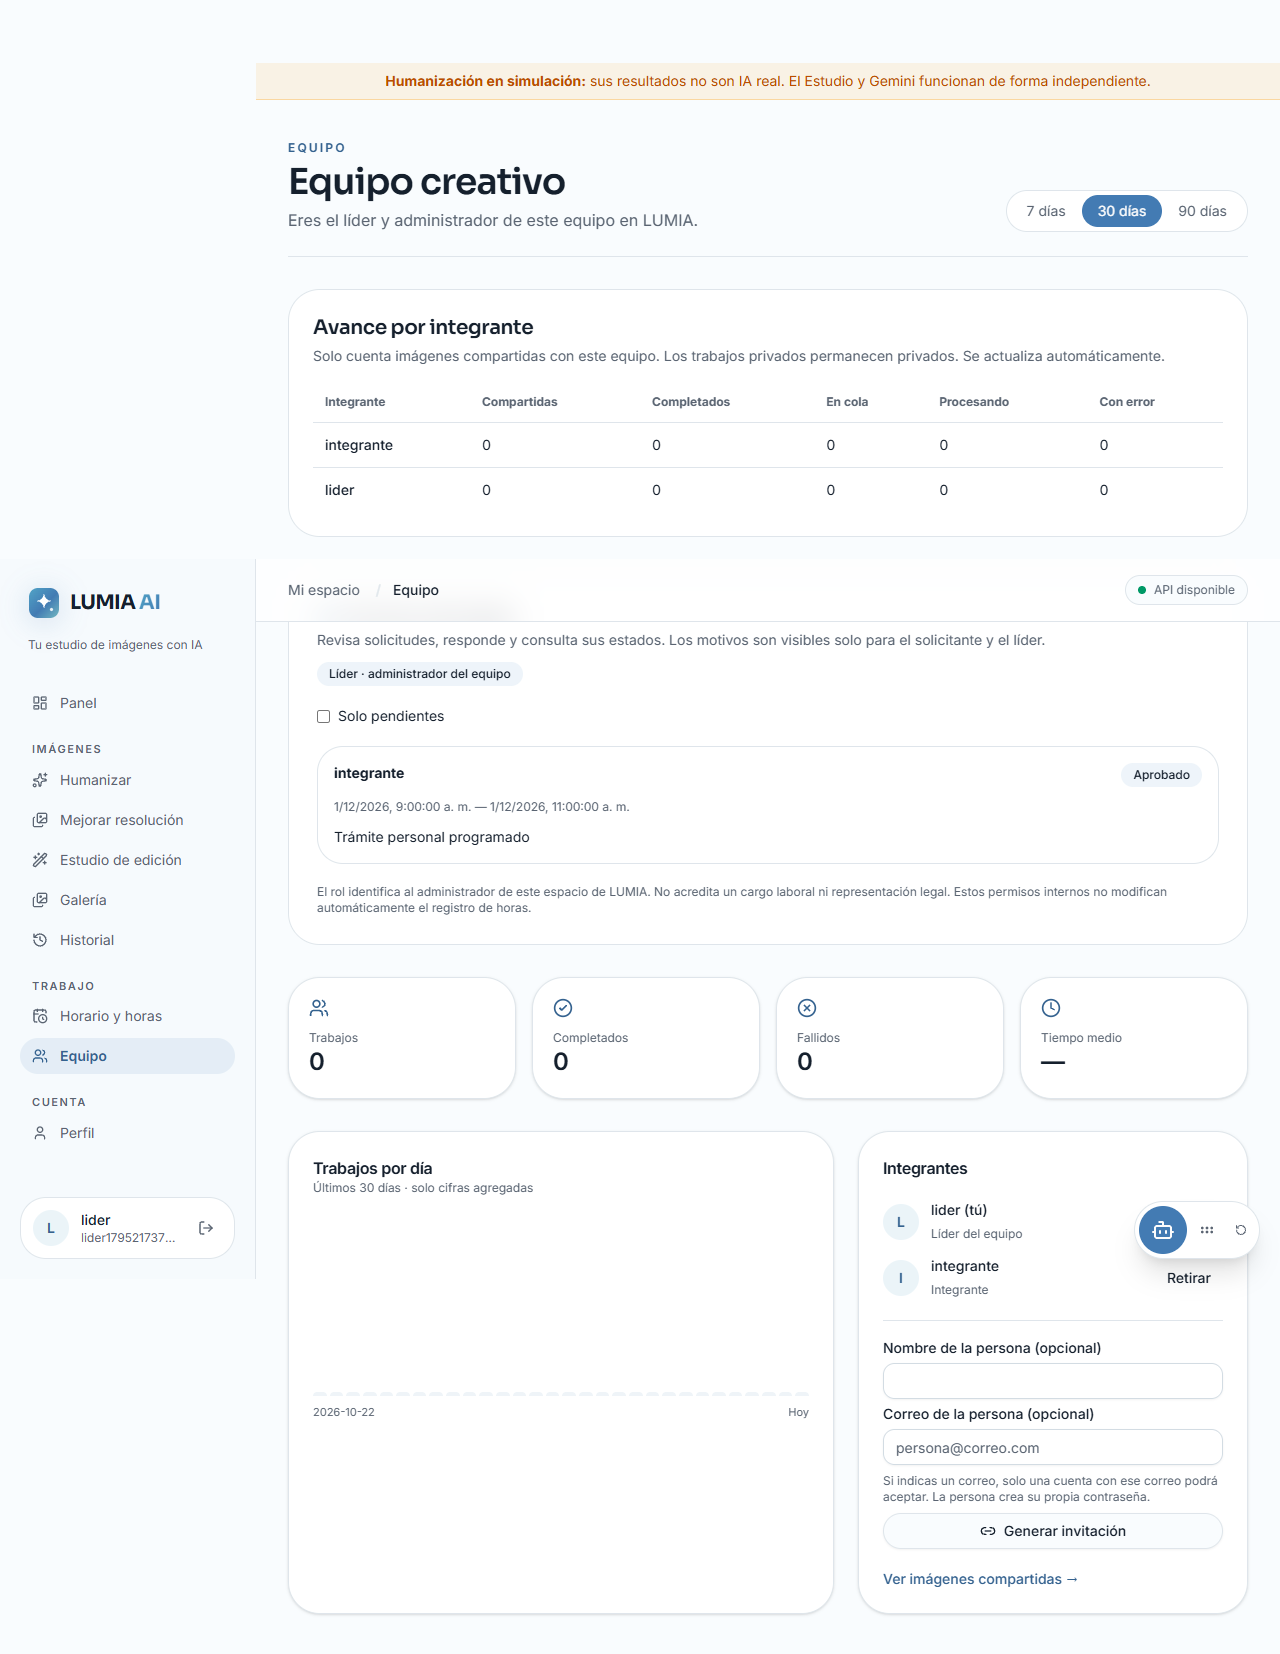 Humanización en simulación: sus resultados no son IA real. El Estudio y Gemini funcionan de forma independiente.
EQUIPO
Equipo creativo
Eres el líder y administrador de este equipo en LUMIA.
7 días
30 días
90 días
Avance por integrante
Solo cuenta imágenes compartidas con este equipo. Los trabajos privados permanecen privados. Se actualiza automáticamente.
Integrante Compartidas Completados En cola Procesando Con error
integrante 0 0 0 0 0
lider 0 0 0 0 0
LUMIA AI
Tu estudio de imágenes con IA
Panel
IMÁGENES
Humanizar
Mejorar resolución
Estudio de edición
Galería
Historial
TRABAJO
Horario y horas
Equipo
CUENTA
Perfil
L
lider
lider179521737...
Mi espacio / Equipo
API disponible
Revisa solicitudes, responde y consulta sus estados. Los motivos son visibles solo para el solicitante y el líder.
Líder · administrador del equipo
Solo pendientes
integrante
Aprobado
1/12/2026, 9:00:00 a. m. — 1/12/2026, 11:00:00 a. m.
Trámite personal programado
El rol identifica al administrador de este espacio de LUMIA. No acredita un cargo laboral ni representación legal. Estos permisos internos no modifican
automáticamente el registro de horas.
Trabajos
0
Completados
0
Fallidos
0
Tiempo medio
—
Trabajos por día
Últimos 30 días · solo cifras agregadas
2026-10-22
Hoy
Integrantes
L
lider (tú)
Líder del equipo
I
integrante
Integrante
Retirar
Nombre de la persona (opcional)
Correo de la persona (opcional)
persona@correo.com
Si indicas un correo, solo una cuenta con ese correo podrá
aceptar. La persona crea su propia contraseña.
Generar invitación
Ver imágenes compartidas →